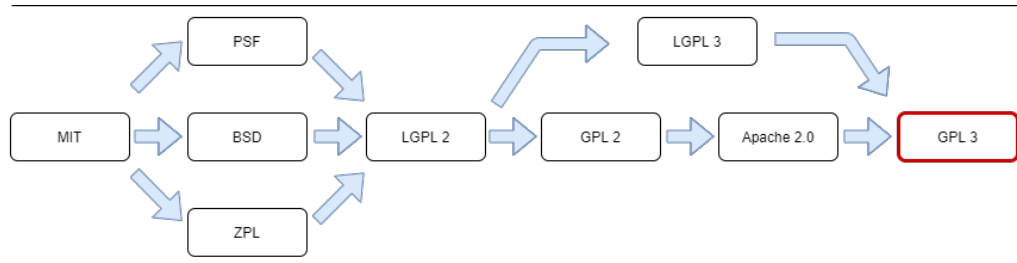 PSF
LGPL 3
MIT
BSD
LGPL 2
GPL 2
Apache 2.0
GPL 3
ZPL